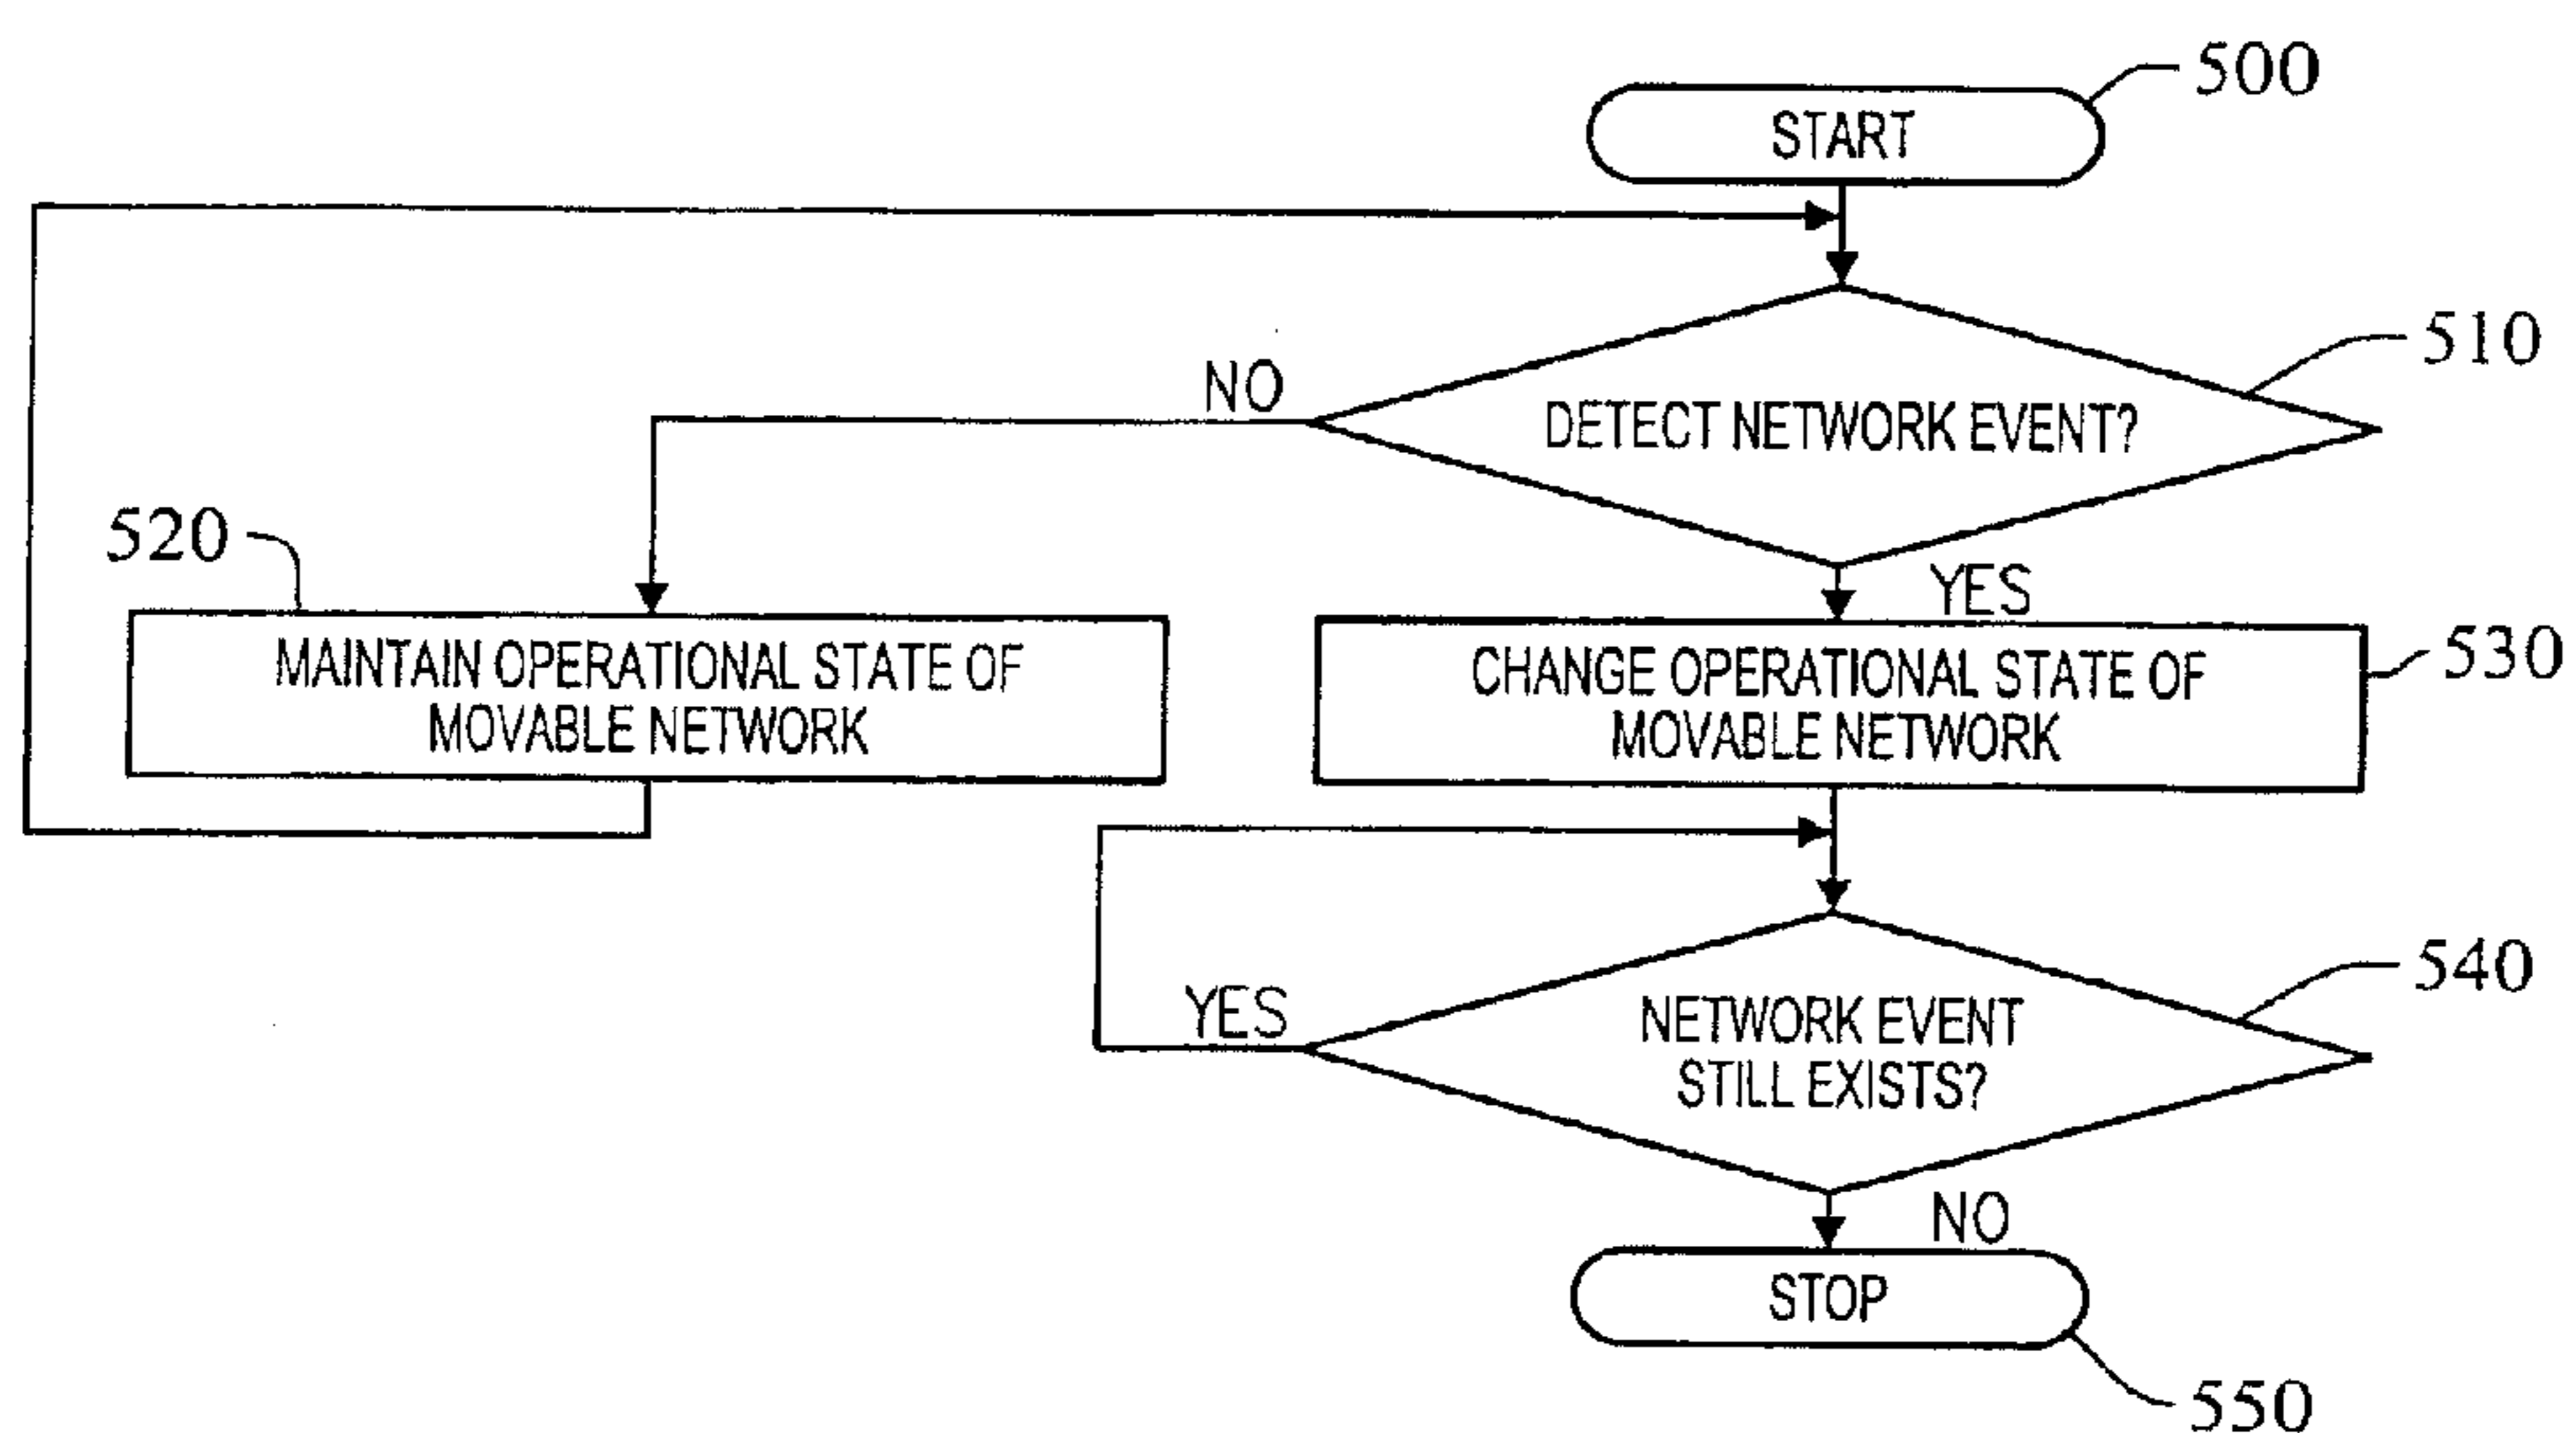 500
START
510
NO
DETECT NETWORK EVENT?
520
YES
MAINTAIN OPERATIONAL STATE OF
MOVABLE NETWORK
CHANGE OPERATIONAL STATE OF
MOVABLE NETWORK
530
540
YES
NETWORK EVENT
STILL EXISTS?
NO
STOP
550